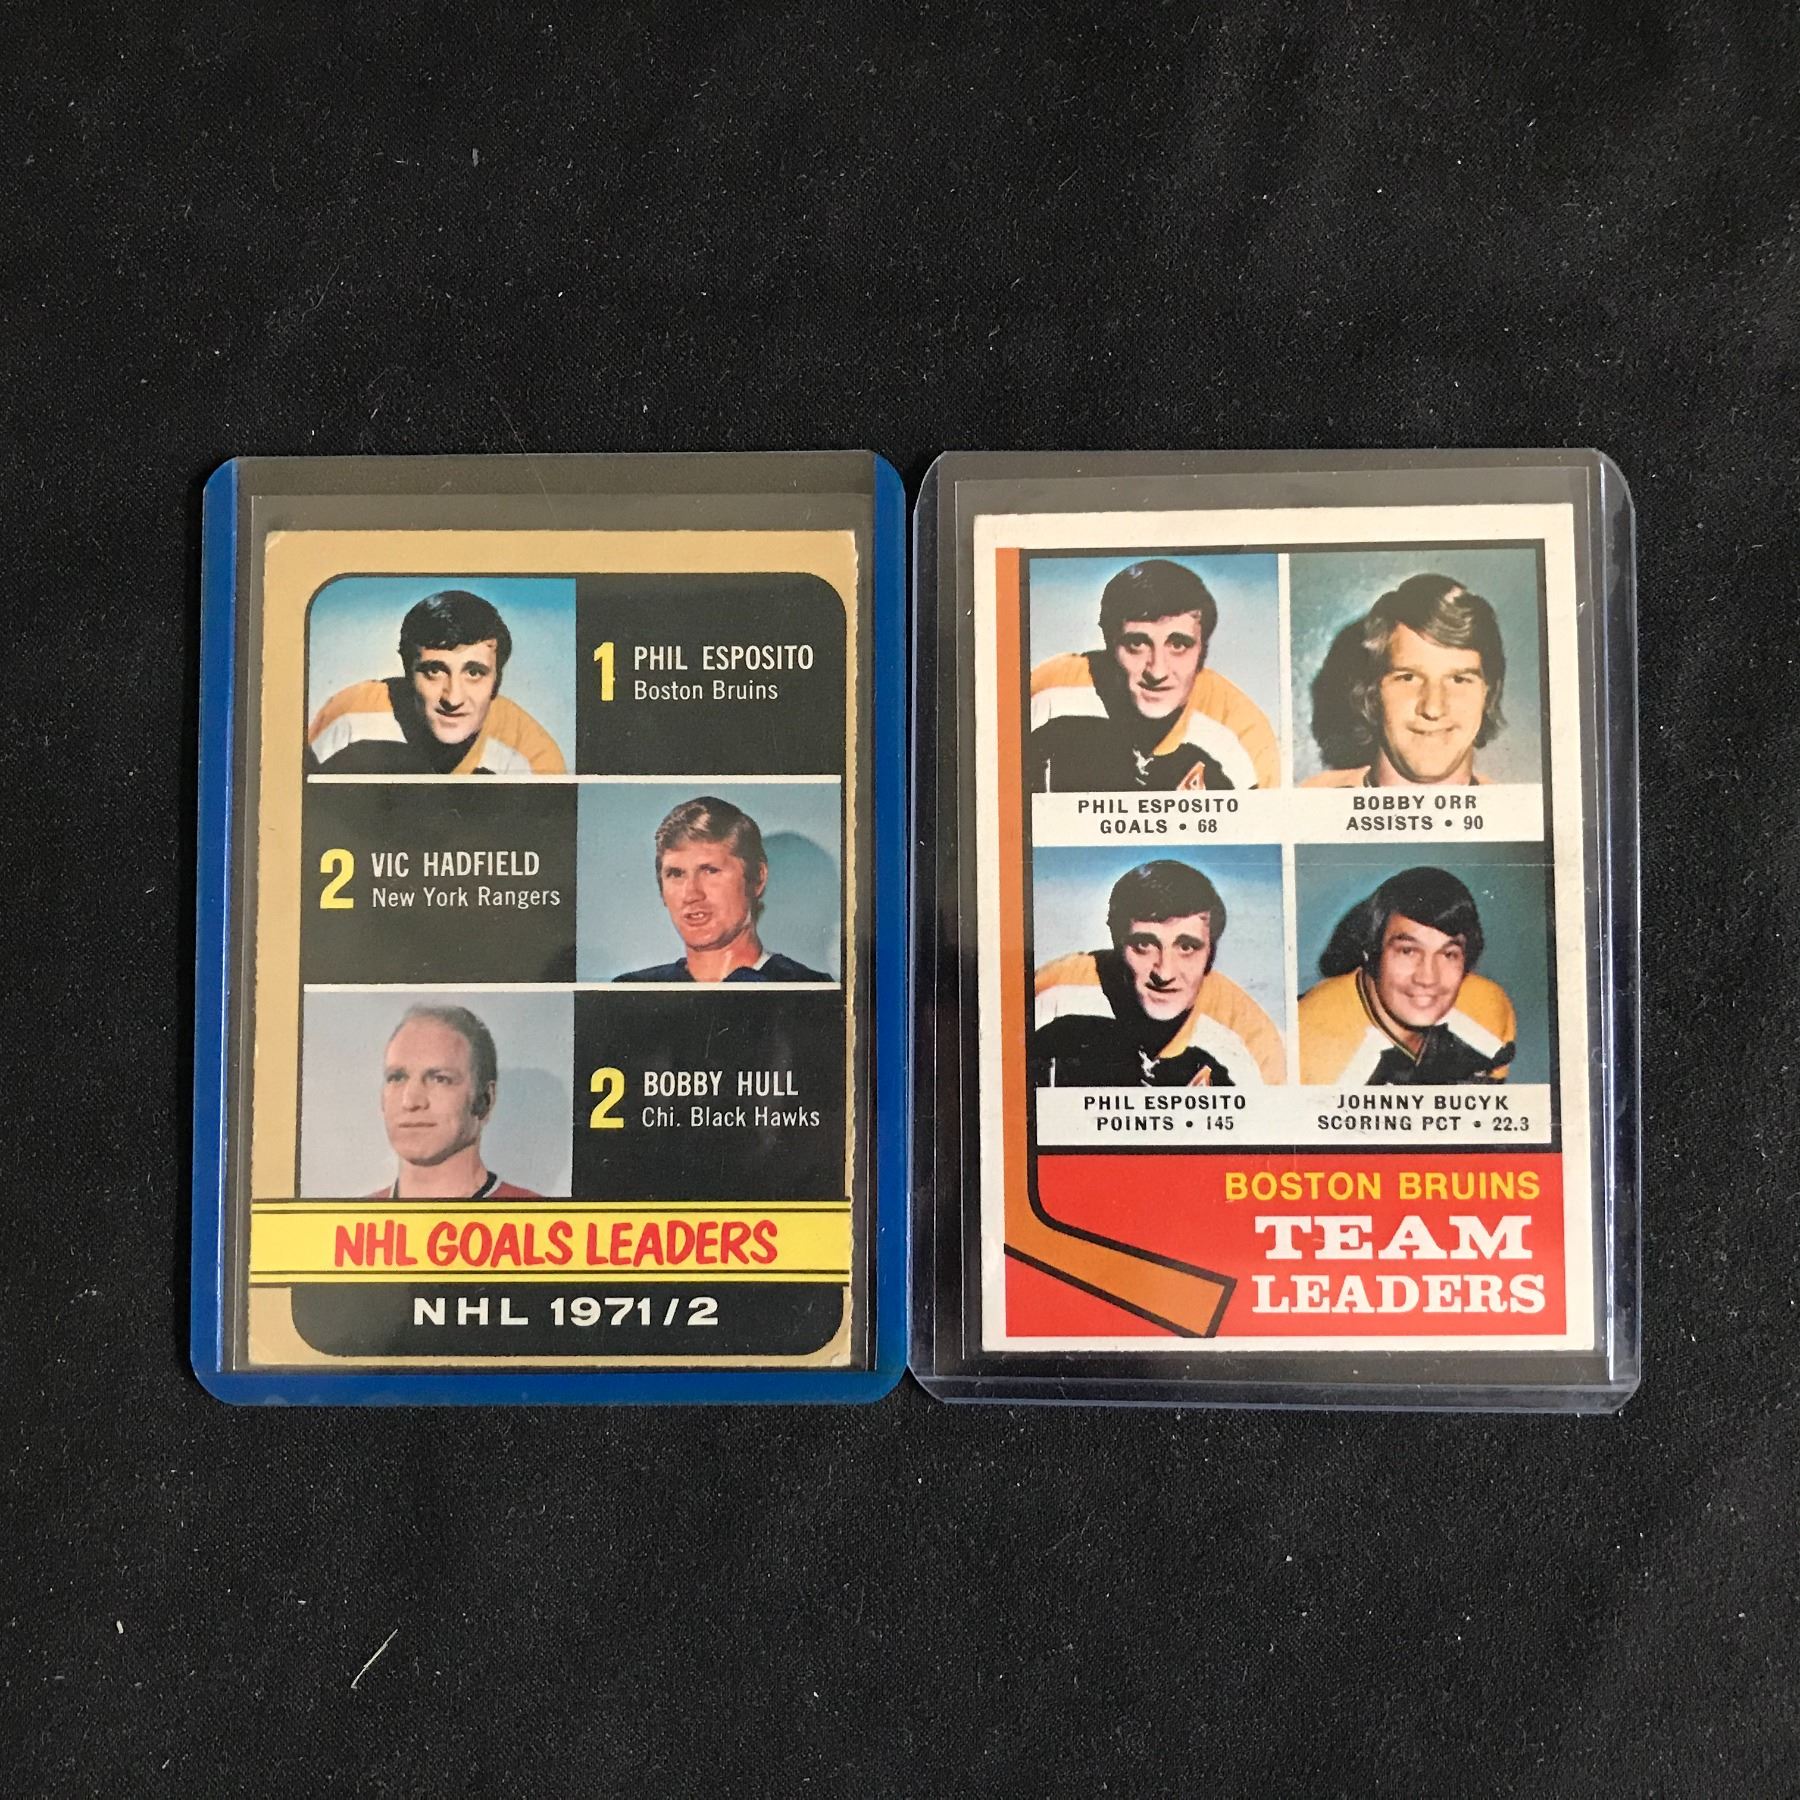 1 PHIL ESPOSITO
Boston Bruins
2 VIC HADFIELD
New York Rangers
2 BOBBY HULL
Chi. Black Hawks
NHL GOALS LEADERS
NHL 1971/2
PHIL ESPOSITO
GOALS • 68
BOBBY ORR
ASSISTS • 90
PHIL ESPOSITO
POINTS • 145
JOHNNY BUCYK
SCORING PCT • 22.3
BOSTON BRUINS
TEAM
LEADERS